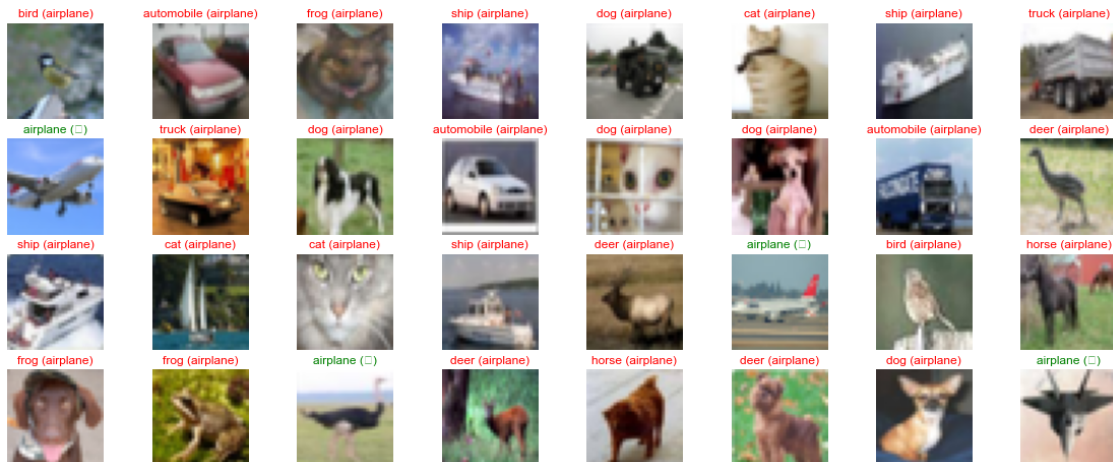 bird (airplane) automobile (airplane) frog (airplane) ship (airplane) dog (airplane) cat (airplane) ship (airplane) truck (airplane)
airplane (□) truck (airplane) dog (airplane) automobile (airplane) dog (airplane) dog (airplane) automobile (airplane) deer (airplane)
ship (airplane) cat (airplane) cat (airplane) ship (airplane) deer (airplane) airplane (□) bird (airplane) horse (airplane)
frog (airplane) frog (airplane) airplane (□) deer (airplane) horse (airplane) deer (airplane) dog (airplane) airplane (□)